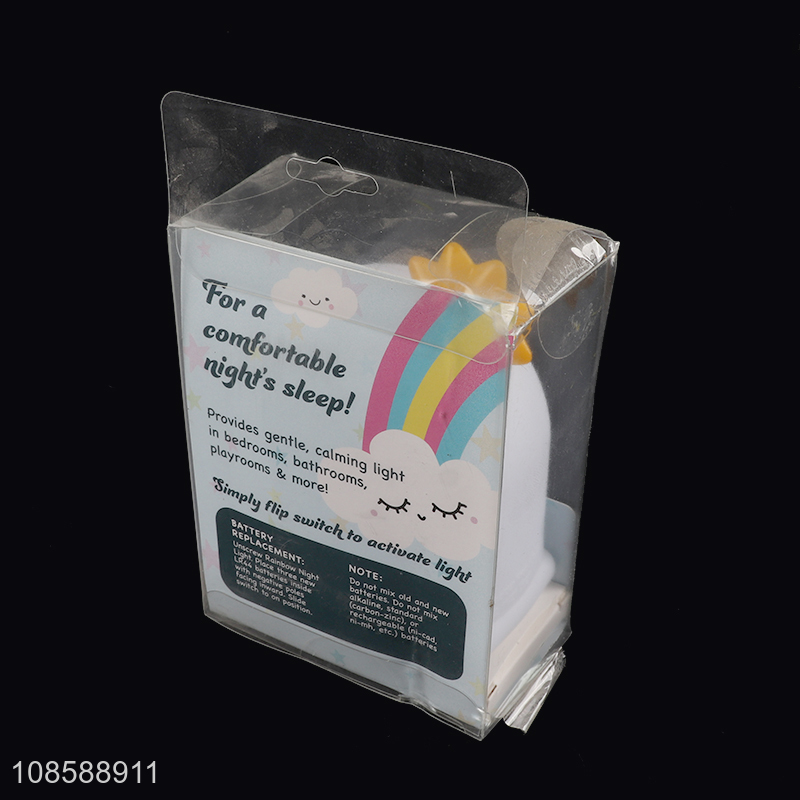 For a
comfortable
night's sleep!
Provides gentle, calming light
in bedrooms, bathrooms,
playrooms & more!
Simply flip switch to activate light
BATTERY
REPLACEMENT:
Unscrew Rainbow Night
Light. Place three new
LR44 batteries inside
with negative poles
facing inward. Slide
switch to on position.
NOTE:
Do not mix old and new
batteries. Do not mix
alkaline, standard
(carbon-zinc), or
rechargeable (ni-cad,
ni-mh, etc.) batteries
108588911